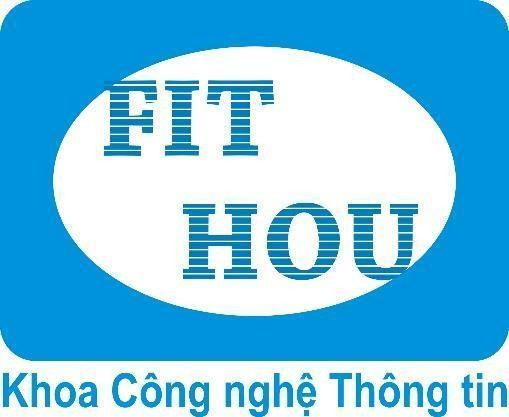 FIT
HOU
Khoa Công nghệ Thông tin